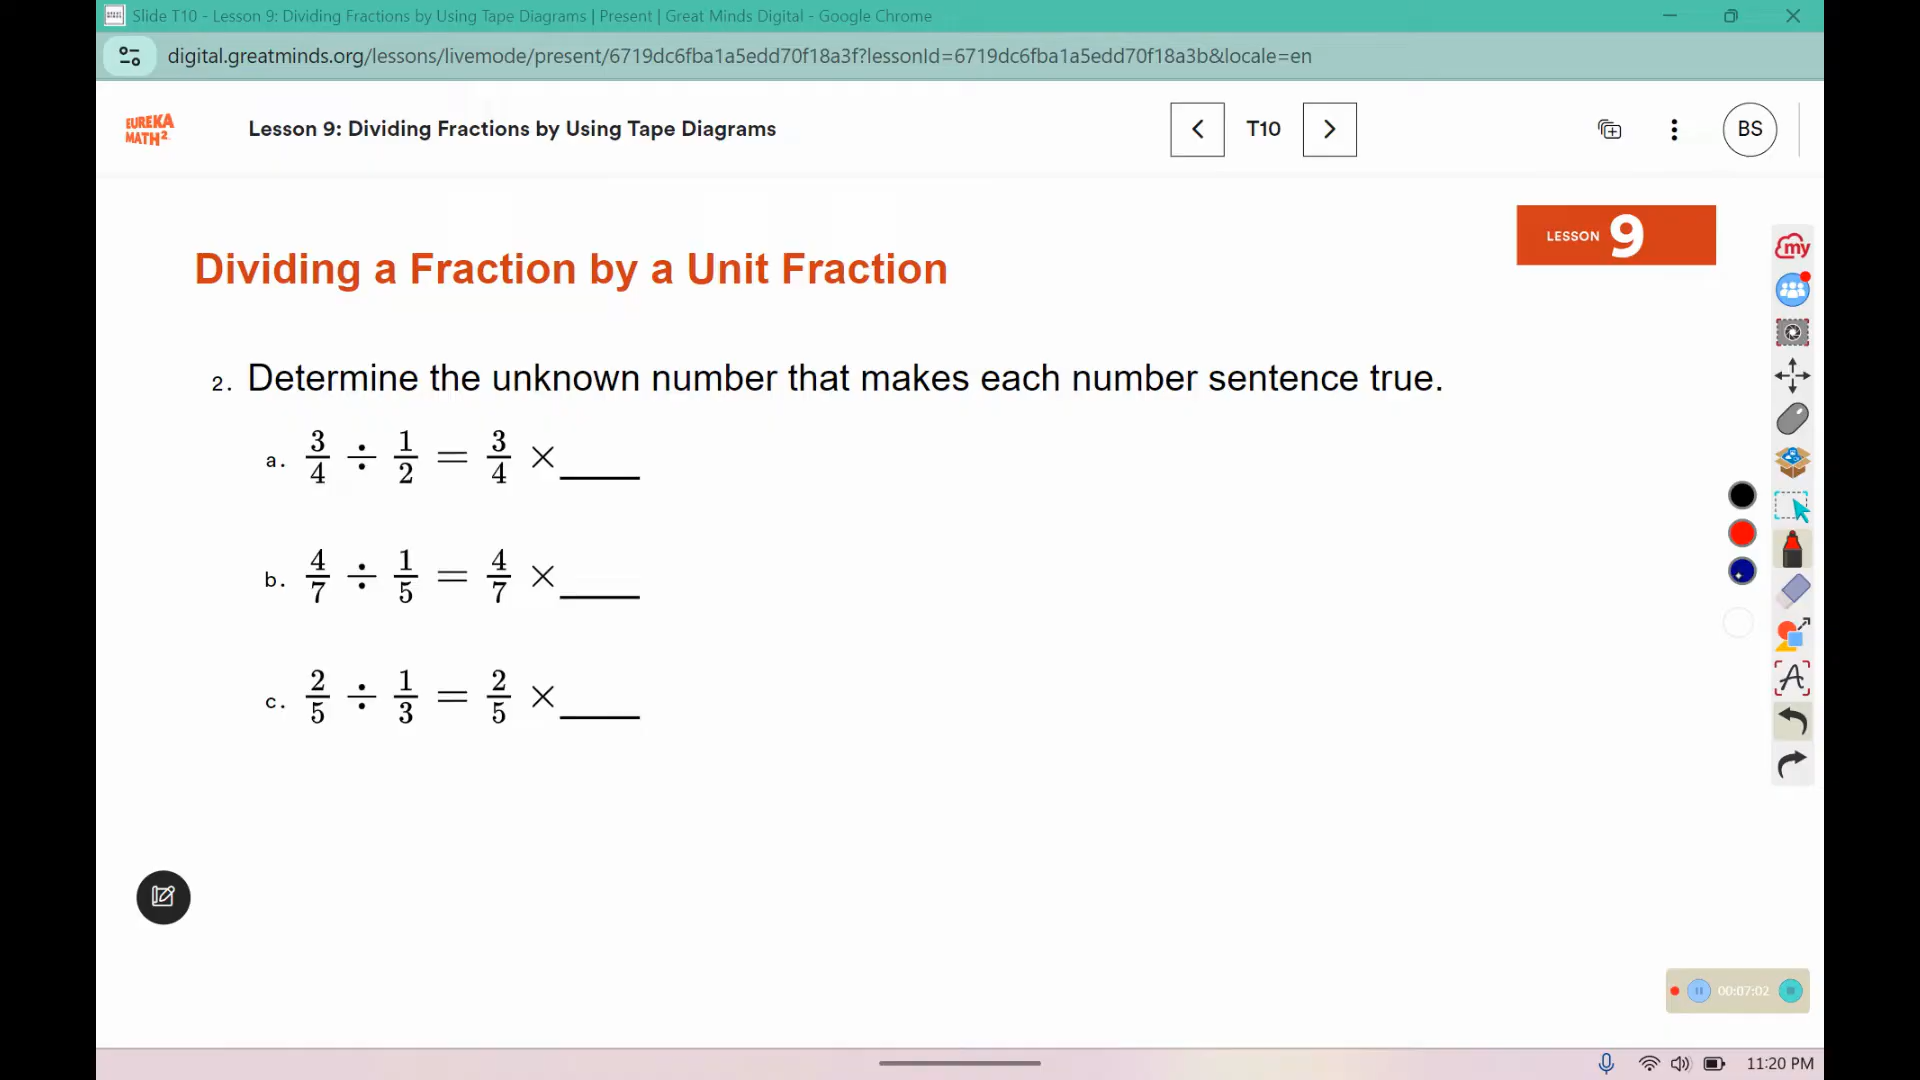 Slide T10 - Lesson 9: Dividing Fractions by Using Tape Diagrams | Present | Great Minds Digital - Google Chrome
digital.greatminds.org/lessons/livemode/present/6719dc6fba1a5edd70f18a3f?lessonId=6719dc6fba1a5edd70f18a3b&locale=en
EUREKA
MATH²
Lesson 9: Dividing Fractions by Using Tape Diagrams
T10
BS
LESSON 9
my
Dividing a Fraction by a Unit Fraction
2. Determine the unknown number that makes each number sentence true.
a. 3/4 ÷ 1/2 = 3/4 × ____
b. 4/7 ÷ 1/5 = 4/7 × ____
c. 2/5 ÷ 1/3 = 2/5 × ____
A
00:07:02
11:20 PM